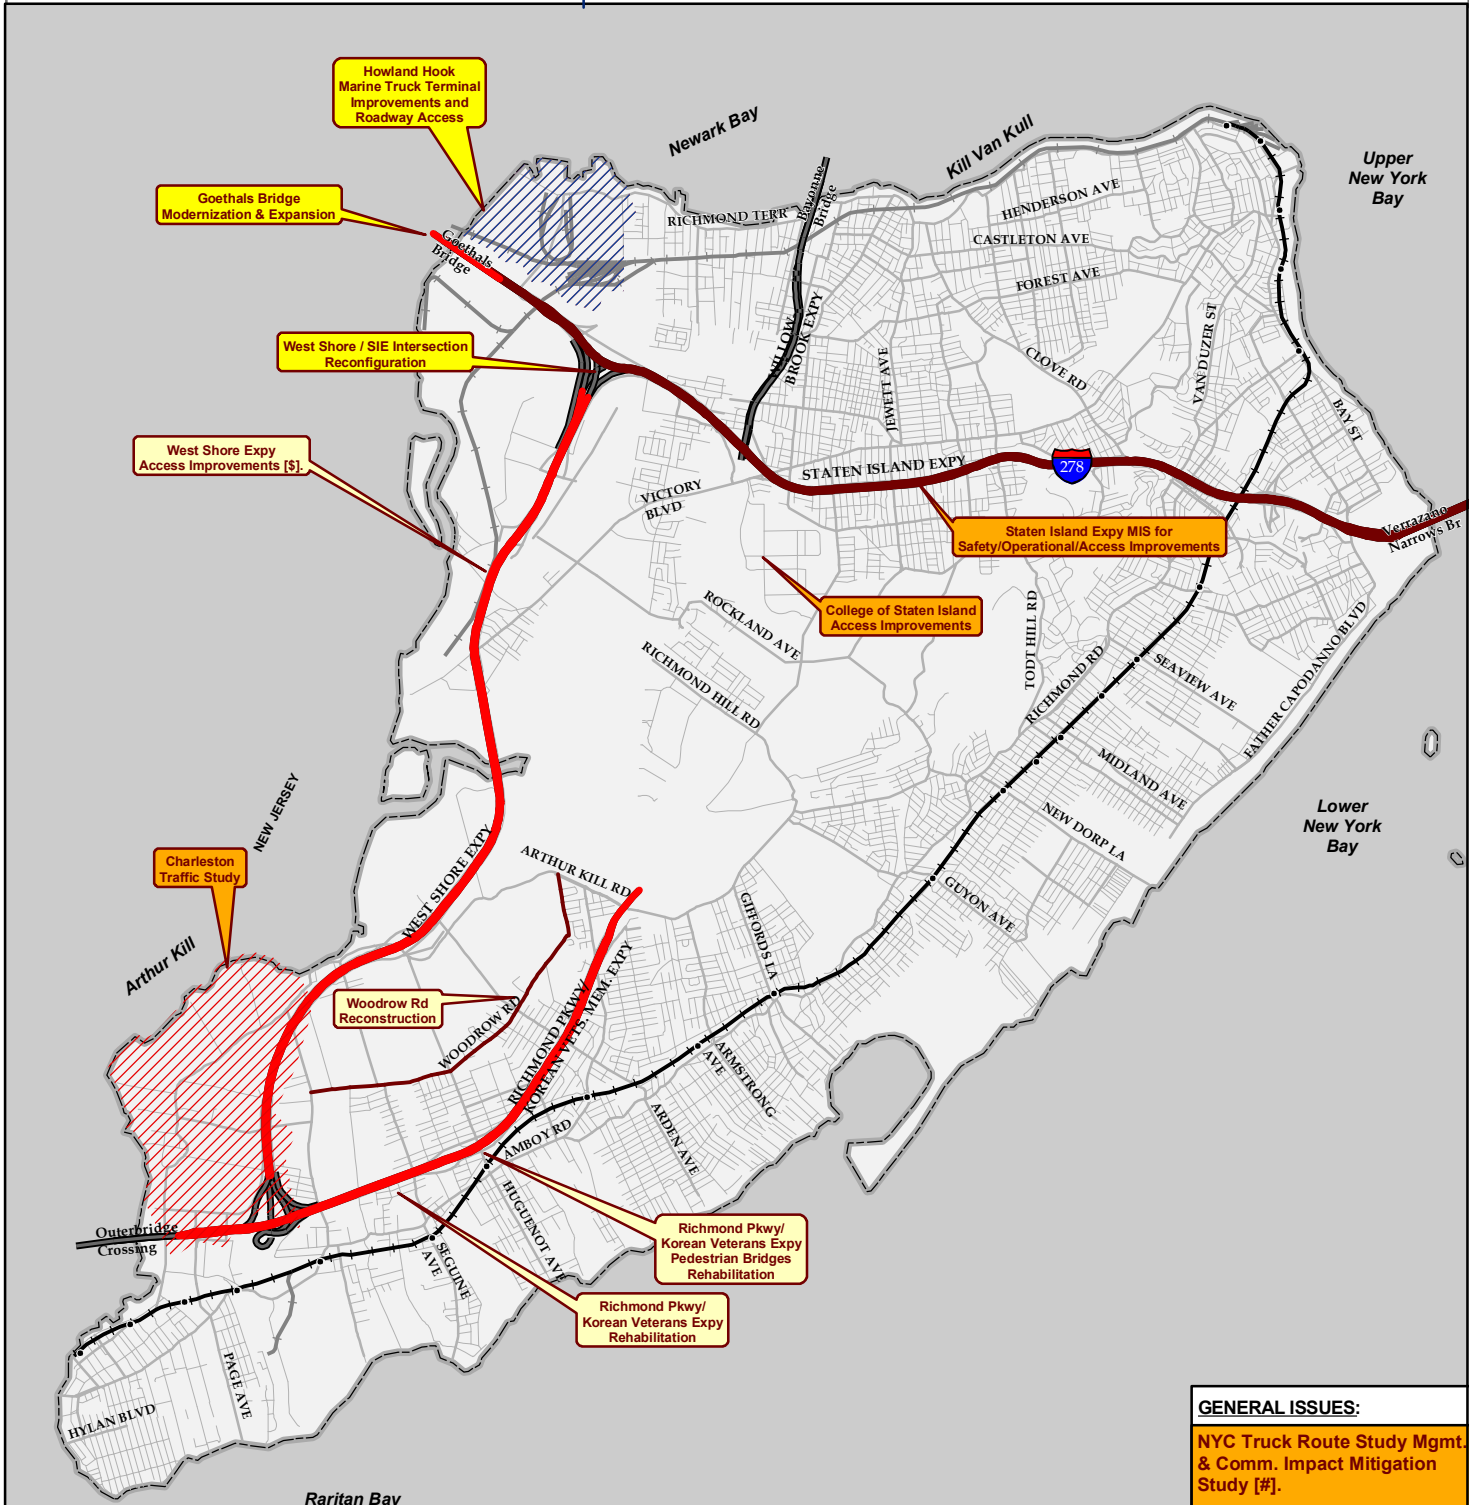 Howland Hook
Marine Truck Terminal
Improvements and
Roadway Access
Newark Bay
Kill Van Kull
Upper
New York
Bay
Goethals Bridge
Modernization & Expansion
Goethals
Bridge
RICHMOND TERR
Bayonne
Bridge
HENDERSON AVE
CASTLETON AVE
FOREST AVE
West Shore / SIE Intersection
Reconfiguration
WILLOW
BROOK EXPY
JEWETT AVE
CLOVE RD
VAN DUZER ST
BAY ST
West Shore Expy
Access Improvements [$].
VICTORY
BLVD
STATEN ISLAND EXPY
278
Staten Island Expy MIS for
Safety/Operational/Access Improvements
Verrazano
Narrows Br
College of Staten Island
Access Improvements
ROCKLAND AVE
RICHMOND HILL RD
TODT HILL RD
RICHMOND RD
SEAVIEW AVE
FATHER CAPODANNO BLVD
MIDLAND AVE
NEW DORP LA
GUYON AVE
Lower
New York
Bay
NEW JERSEY
Charleston
Traffic Study
Arthur Kill
WEST SHORE EXPY
ARTHUR KILL RD
GIFFORDS LA
Woodrow Rd
Reconstruction
WOODROW RD
RICHMOND PKWY/
KOREAN VETS. MEM. EXPY
ARMSTRONG
AVE
ARDEN AVE
AMBOY RD
HUGUENOT AVE
SEGUINE
AVE
Outerbridge
Crossing
Richmond Pkwy/
Korean Veterans Expy
Pedestrian Bridges
Rehabilitation
Richmond Pkwy/
Korean Veterans Expy
Rehabilitation
PAGE AVE
HYLAN BLVD
Raritan Bay
GENERAL ISSUES:
NYC Truck Route Study Mgmt.
& Comm. Impact Mitigation
Study [#].